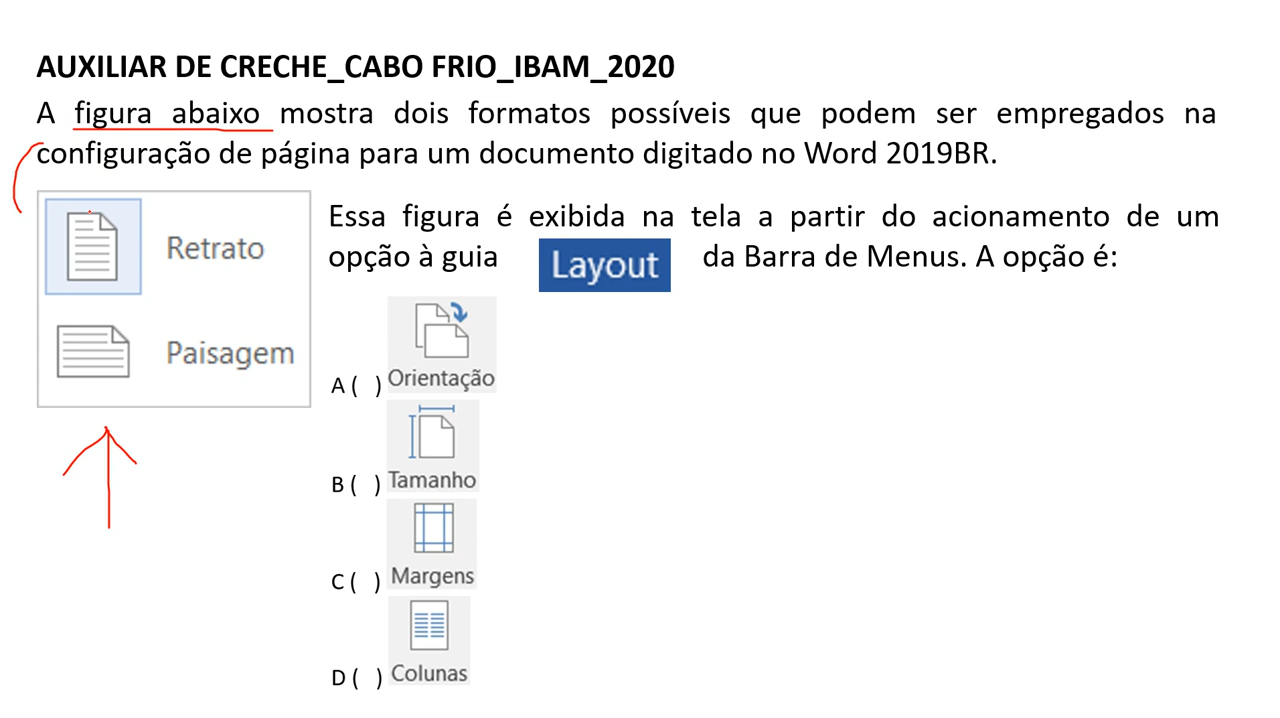 AUXILIAR DE CRECHE_CABO FRIO_IBAM_2020
A figura abaixo mostra dois formatos possíveis que podem ser empregados na
configuração de página para um documento digitado no Word 2019BR.
Retrato
Paisagem
Essa figura é exibida na tela a partir do acionamento de um
opção à guia Layout da Barra de Menus. A opção é:
A ( ) Orientação
B ( ) Tamanho
C ( ) Margens
D ( ) Colunas